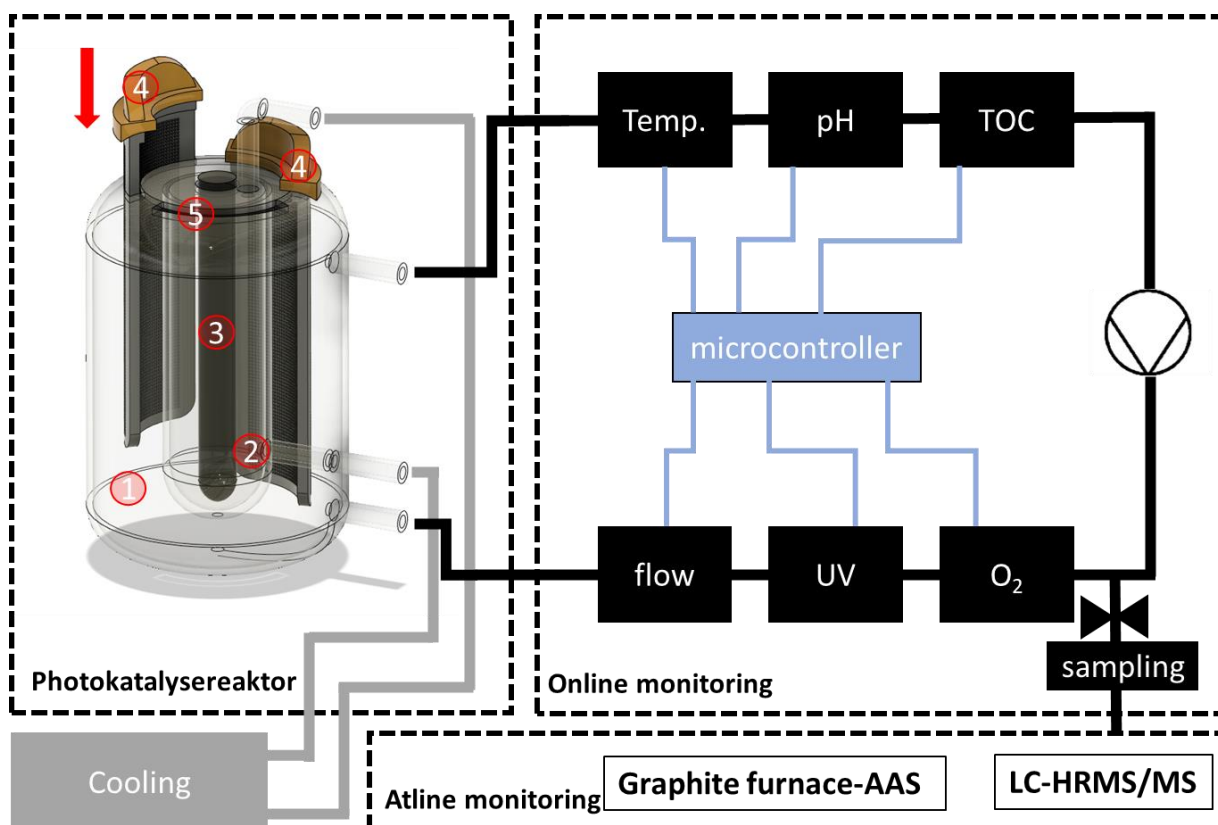 4
4
5
3
2
1
Photokatalysereaktor
Cooling
Temp.
pH
TOC
microcontroller
flow
UV
O₂
sampling
Online monitoring
Atline monitoring
Graphite furnace-AAS
LC-HRMS/MS